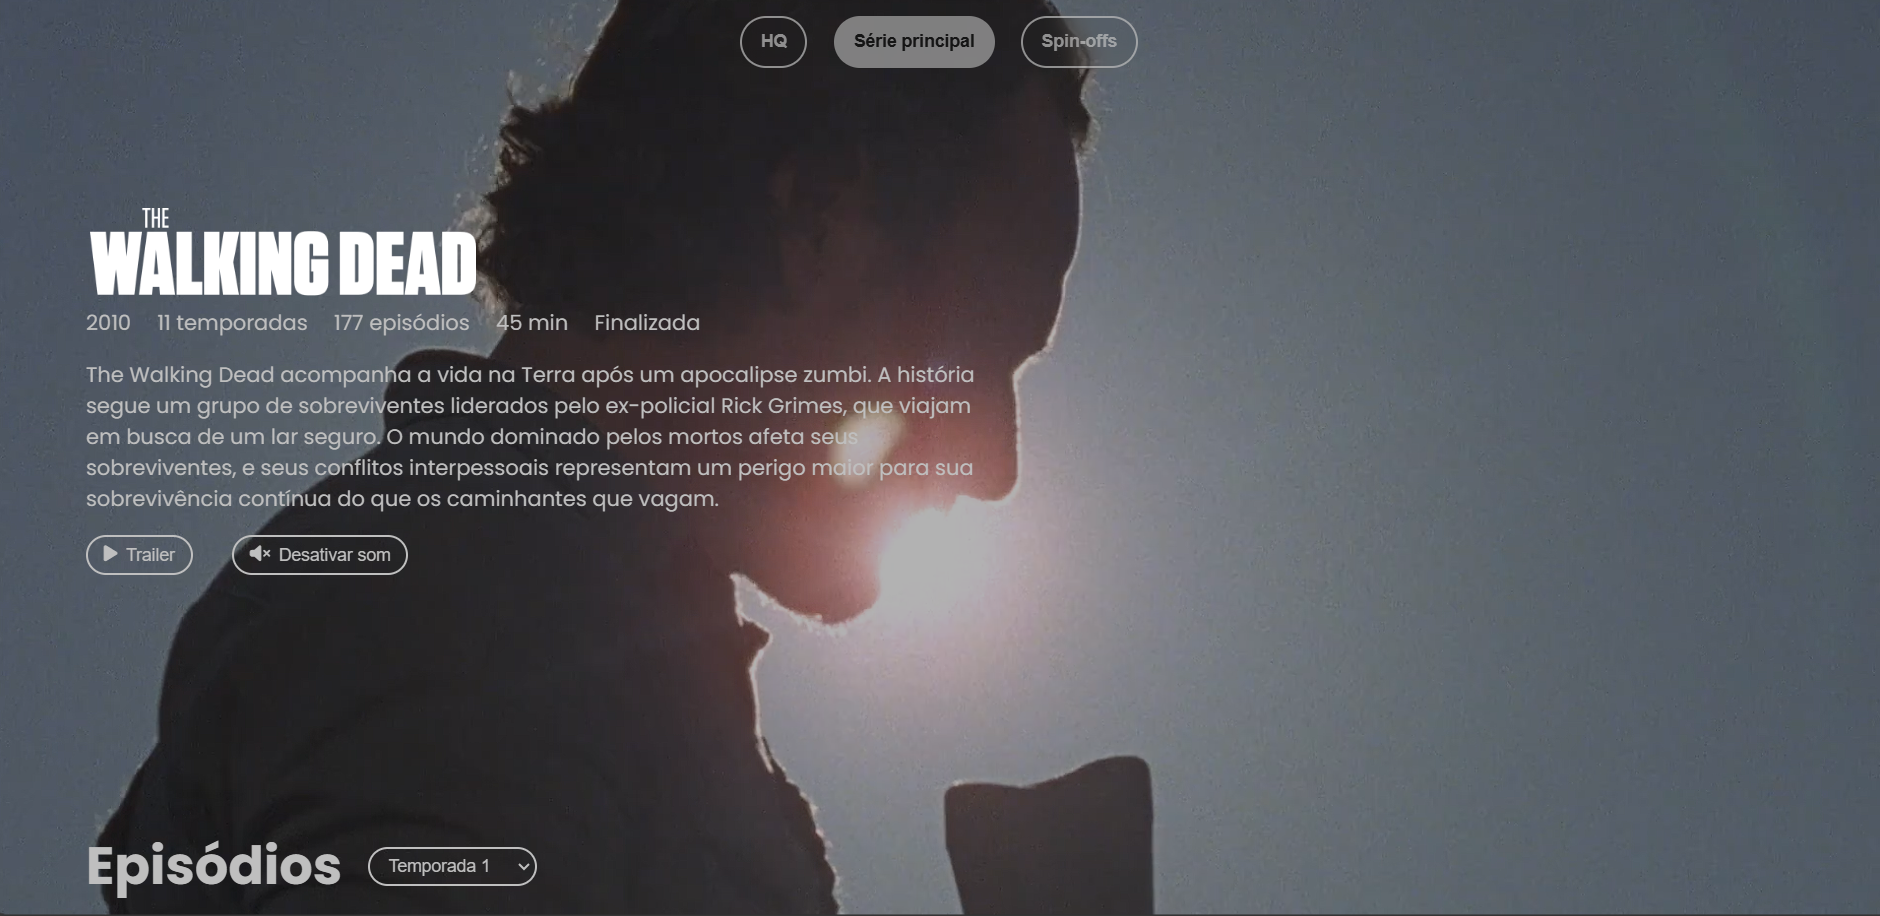 HQ
Série principal
Spin-offs
THE
WALKING DEAD
2010 11 temporadas 177 episódios 45 min Finalizada
The Walking Dead acompanha a vida na Terra após um apocalipse zumbi. A história
segue um grupo de sobreviventes liderados pelo ex-policial Rick Grimes, que viajam
em busca de um lar seguro. O mundo dominado pelos mortos afeta seus
sobreviventes, e seus conflitos interpessoais representam um perigo maior para sua
sobrevivência contínua do que os caminhantes que vagam.
Trailer
Desativar som
Episódios
Temporada 1